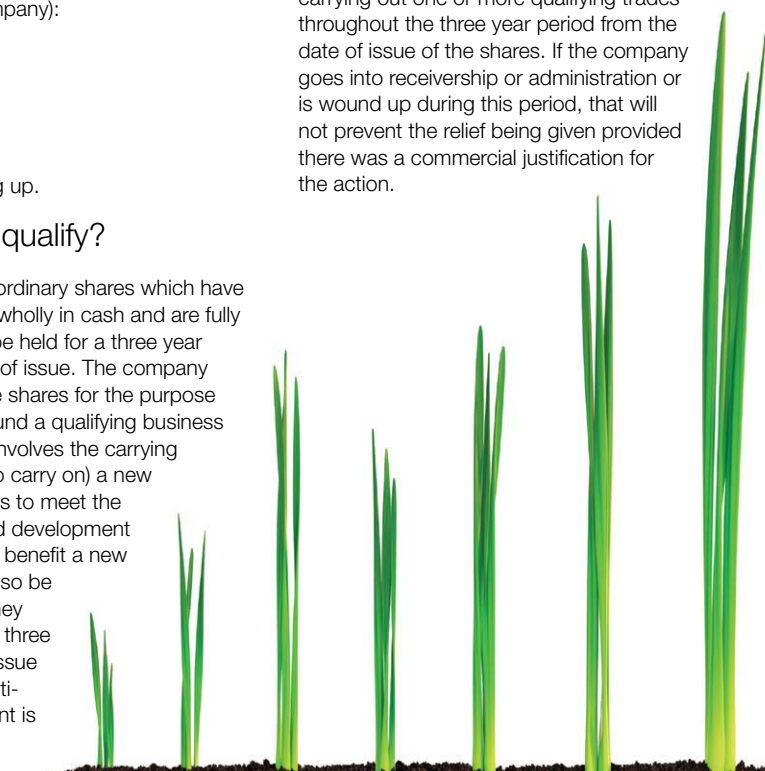 mpany):
g up.
qualify?
ordinary shares which have
wholly in cash and are fully
be held for a three year
of issue. The company
e shares for the purpose
und a qualifying business
nvolves the carrying
o carry on) a new
s to meet the
d development
benefit a new
so be
ney
three
ssue
ti-
nt is
carrying out one or more qualifying trades
throughout the three year period from the
date of issue of the shares. If the company
goes into receivership or administration or
is wound up during this period, that will
not prevent the relief being given provided
there was a commercial justification for
the action.